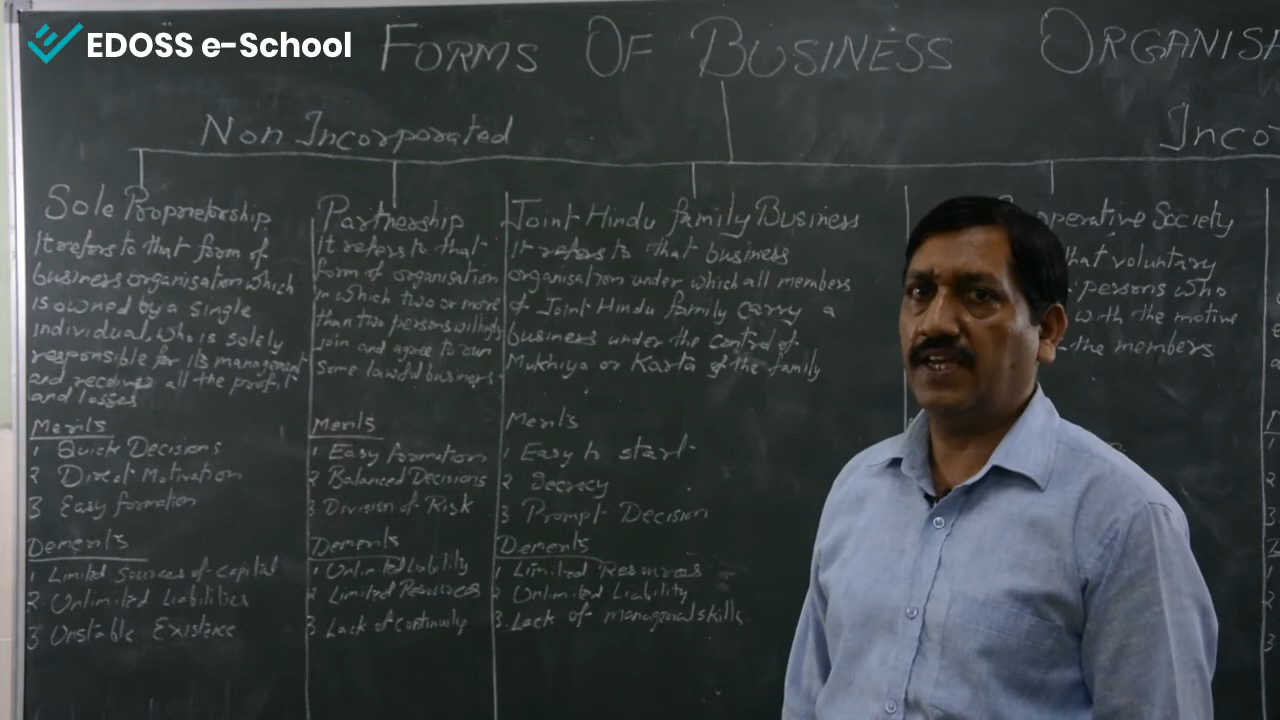 EDOSS e-School
FORMS OF BUSINESS ORGANISA
Non Incorporated
Inco
Sole Proprietorship
It refers to that form of
business organisation which
is owned by a single
individual, who is solely
responsible for its management
and receives all the profit
and losses
Merits
1 Quick Decisions
2 Direct Motivation
3 Easy formation
Demerits
1 Limited Sources of Capital
2 Unlimited Liabilities
3 Unstable Existence
Partnership
It refers to that
form of organisation
in which two or more
than two persons willingly
join and agree to own
some lawful business.
Merits
1 Easy formation
2 Balanced Decisions
3 Division of Risk
Demerits
1 Unlimited Liability
2 Limited Resources
3 Lack of Continuity
Joint Hindu family Business
It refers to that business
organisation under which all members
of Joint Hindu family carry a
business under the control of
Mukhiya or Karta of the family
Merits
1 Easy to start
2 Secrecy
3 Prompt Decision
Demerits
1 Limited Resources
2 Unlimited Liability
3. Lack of managerial skills
operative Society
that voluntary
persons who
with the motive
the members